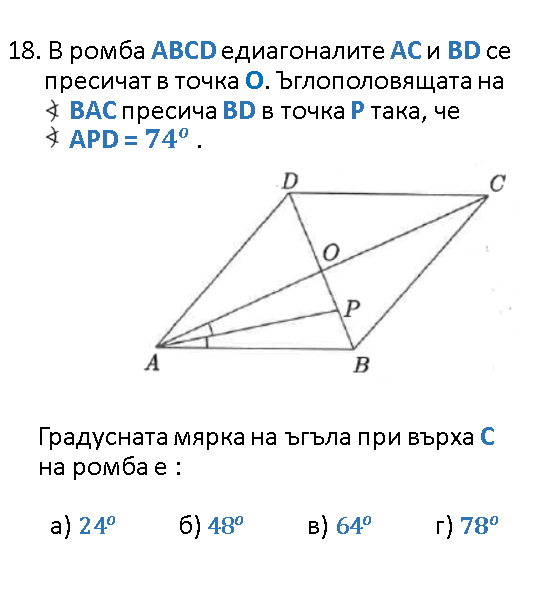 18. В ромба ABCD едиагоналите AC и BD се
пресичат в точка O. Ъглополовящата на
∢ BAC пресича BD в точка P така, че
∢ APD = 74° .
D
C
O
P
A
B
Градусната мярка на ъгъла при върха C
на ромба е :
а) 24° б) 48° в) 64° г) 78°